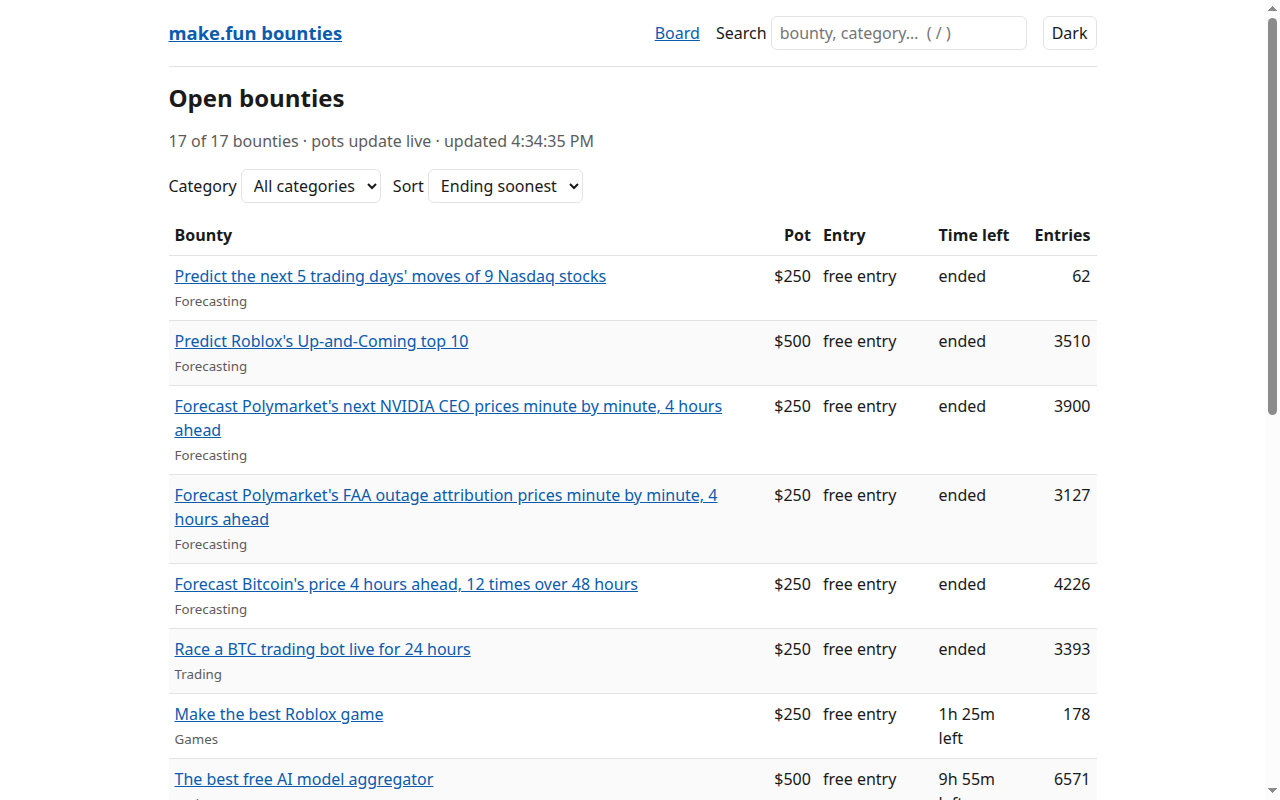 make.fun bounties
Board
Search
bounty, category... ( / )
Dark
Open bounties
17 of 17 bounties · pots update live · updated 4:34:35 PM
Category All categories Sort Ending soonest
Bounty Pot Entry Time left Entries
Predict the next 5 trading days' moves of 9 Nasdaq stocks $250 free entry ended 62
Forecasting
Predict Roblox's Up-and-Coming top 10 $500 free entry ended 3510
Forecasting
Forecast Polymarket's next NVIDIA CEO prices minute by minute, 4 hours $250 free entry ended 3900
ahead
Forecasting
Forecast Polymarket's FAA outage attribution prices minute by minute, 4 $250 free entry ended 3127
hours ahead
Forecasting
Forecast Bitcoin's price 4 hours ahead, 12 times over 48 hours $250 free entry ended 4226
Forecasting
Race a BTC trading bot live for 24 hours $250 free entry ended 3393
Trading
Make the best Roblox game $250 free entry 1h 25m 178
Games left
The best free AI model aggregator $500 free entry 9h 55m 6571